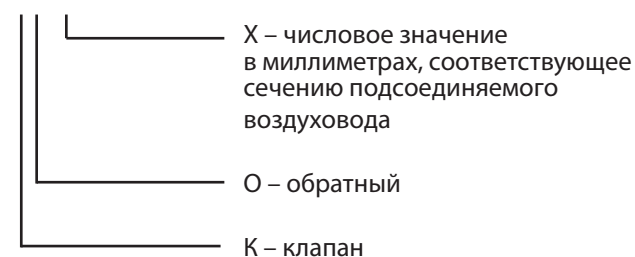 Х – числовое значение
в миллиметрах, соответствующее
сечению подсоединяемого
воздуховода
О – обратный
К – клапан